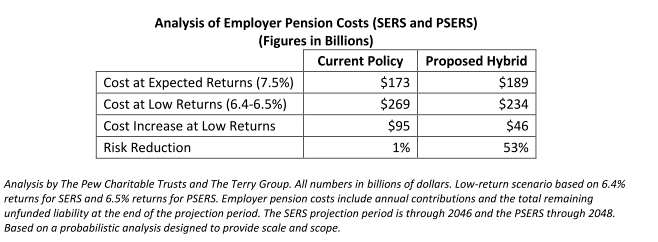 Analysis of Employer Pension Costs (SERS and PSERS)
(Figures in Billions)
Current Policy Proposed Hybrid
Cost at Expected Returns (7.5%) $173 $189
Cost at Low Returns (6.4-6.5%) $269 $234
Cost Increase at Low Returns $95 $46
Risk Reduction 1% 53%
Analysis by The Pew Charitable Trusts and The Terry Group. All numbers in billions of dollars. Low-return scenario based on 6.4%
returns for SERS and 6.5% returns for PSERS. Employer pension costs include annual contributions and the total remaining
unfunded liability at the end of the projection period. The SERS projection period is through 2046 and the PSERS through 2048.
Based on a probabilistic analysis designed to provide scale and scope.